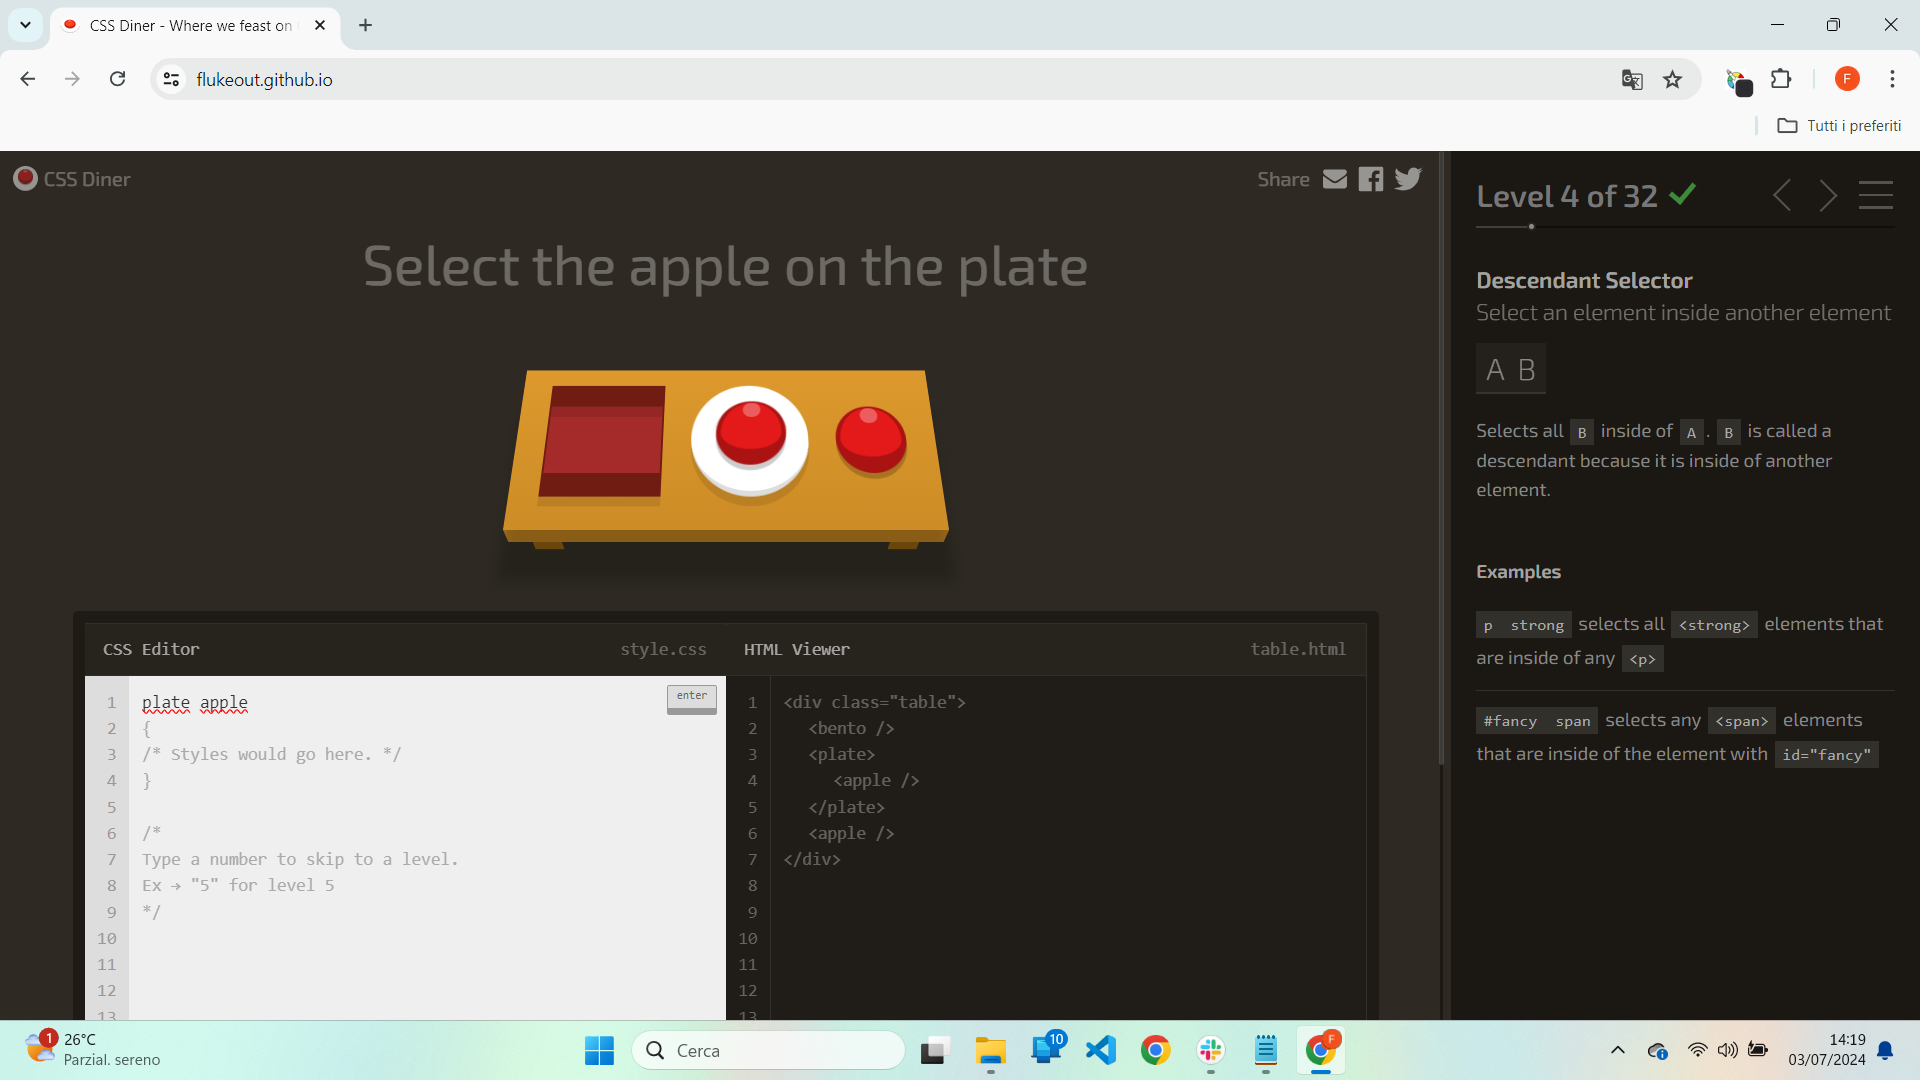 CSS Diner - Where we feast on
flukeout.github.io
F
Tutti i preferiti
CSS Diner
Share
Level 4 of 32
Select the apple on the plate
Descendant Selector
Select an element inside another element
A B
Selects all B inside of A . B is called a
descendant because it is inside of another
element.
Examples
p strong selects all <strong> elements that
are inside of any <p>
#fancy span selects any <span> elements
that are inside of the element with id="fancy"
CSS Editor style.css
enter
1 plate apple
2 {
3 /* Styles would go here. */
4 }
5
6 /*
7 Type a number to skip to a level.
8 Ex → "5" for level 5
9 */
10
11
12
13
HTML Viewer table.html
1 <div class="table">
2 <bento />
3 <plate>
4 <apple />
5 </plate>
6 <apple />
7 </div>
8
9
10
11
12
13
1
26°C
Parzial. sereno
Cerca
10
F
14:19
03/07/2024